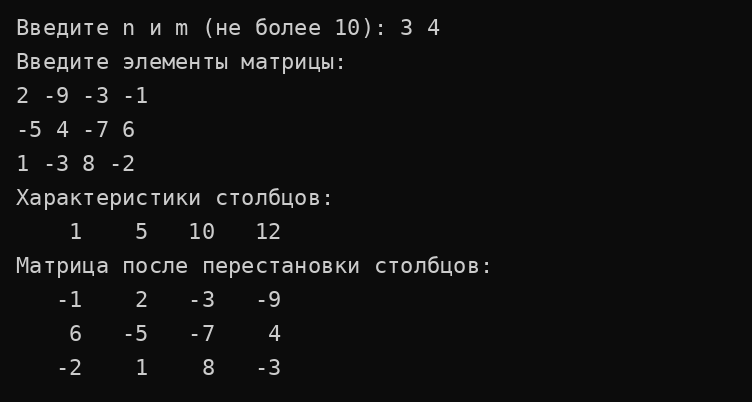 Введите n и m (не более 10): 3 4
Введите элементы матрицы:
2 -9 -3 -1
-5 4 -7 6
1 -3 8 -2
Характеристики столбцов:
1 5 10 12
Матрица после перестановки столбцов:
-1 2 -3 -9
6 -5 -7 4
-2 1 8 -3